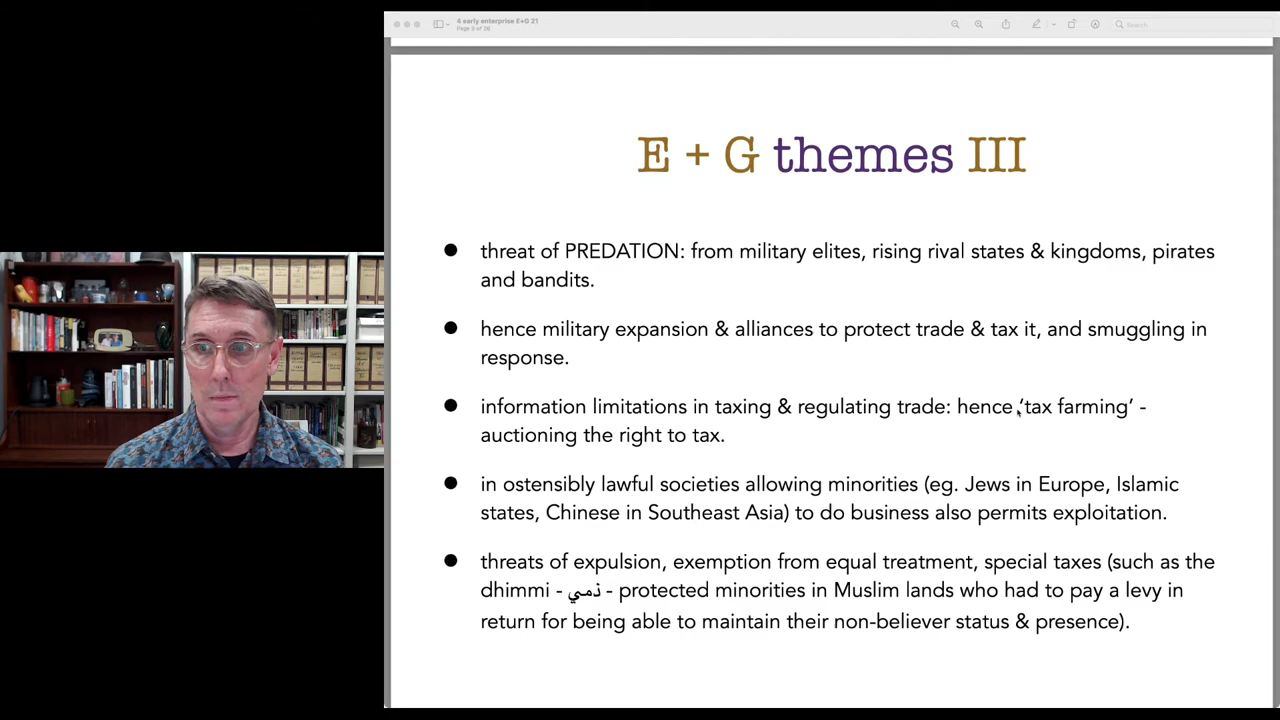 4 early enterprise E+G 21
Page 9 of 26
Search
E + G themes III
● threat of PREDATION: from military elites, rising rival states & kingdoms, pirates
and bandits.
● hence military expansion & alliances to protect trade & tax it, and smuggling in
response.
● information limitations in taxing & regulating trade: hence ‘tax farming’ -
auctioning the right to tax.
● in ostensibly lawful societies allowing minorities (eg. Jews in Europe, Islamic
states, Chinese in Southeast Asia) to do business also permits exploitation.
● threats of expulsion, exemption from equal treatment, special taxes (such as the
dhimmi - ذمي - protected minorities in Muslim lands who had to pay a levy in
return for being able to maintain their non-believer status & presence).